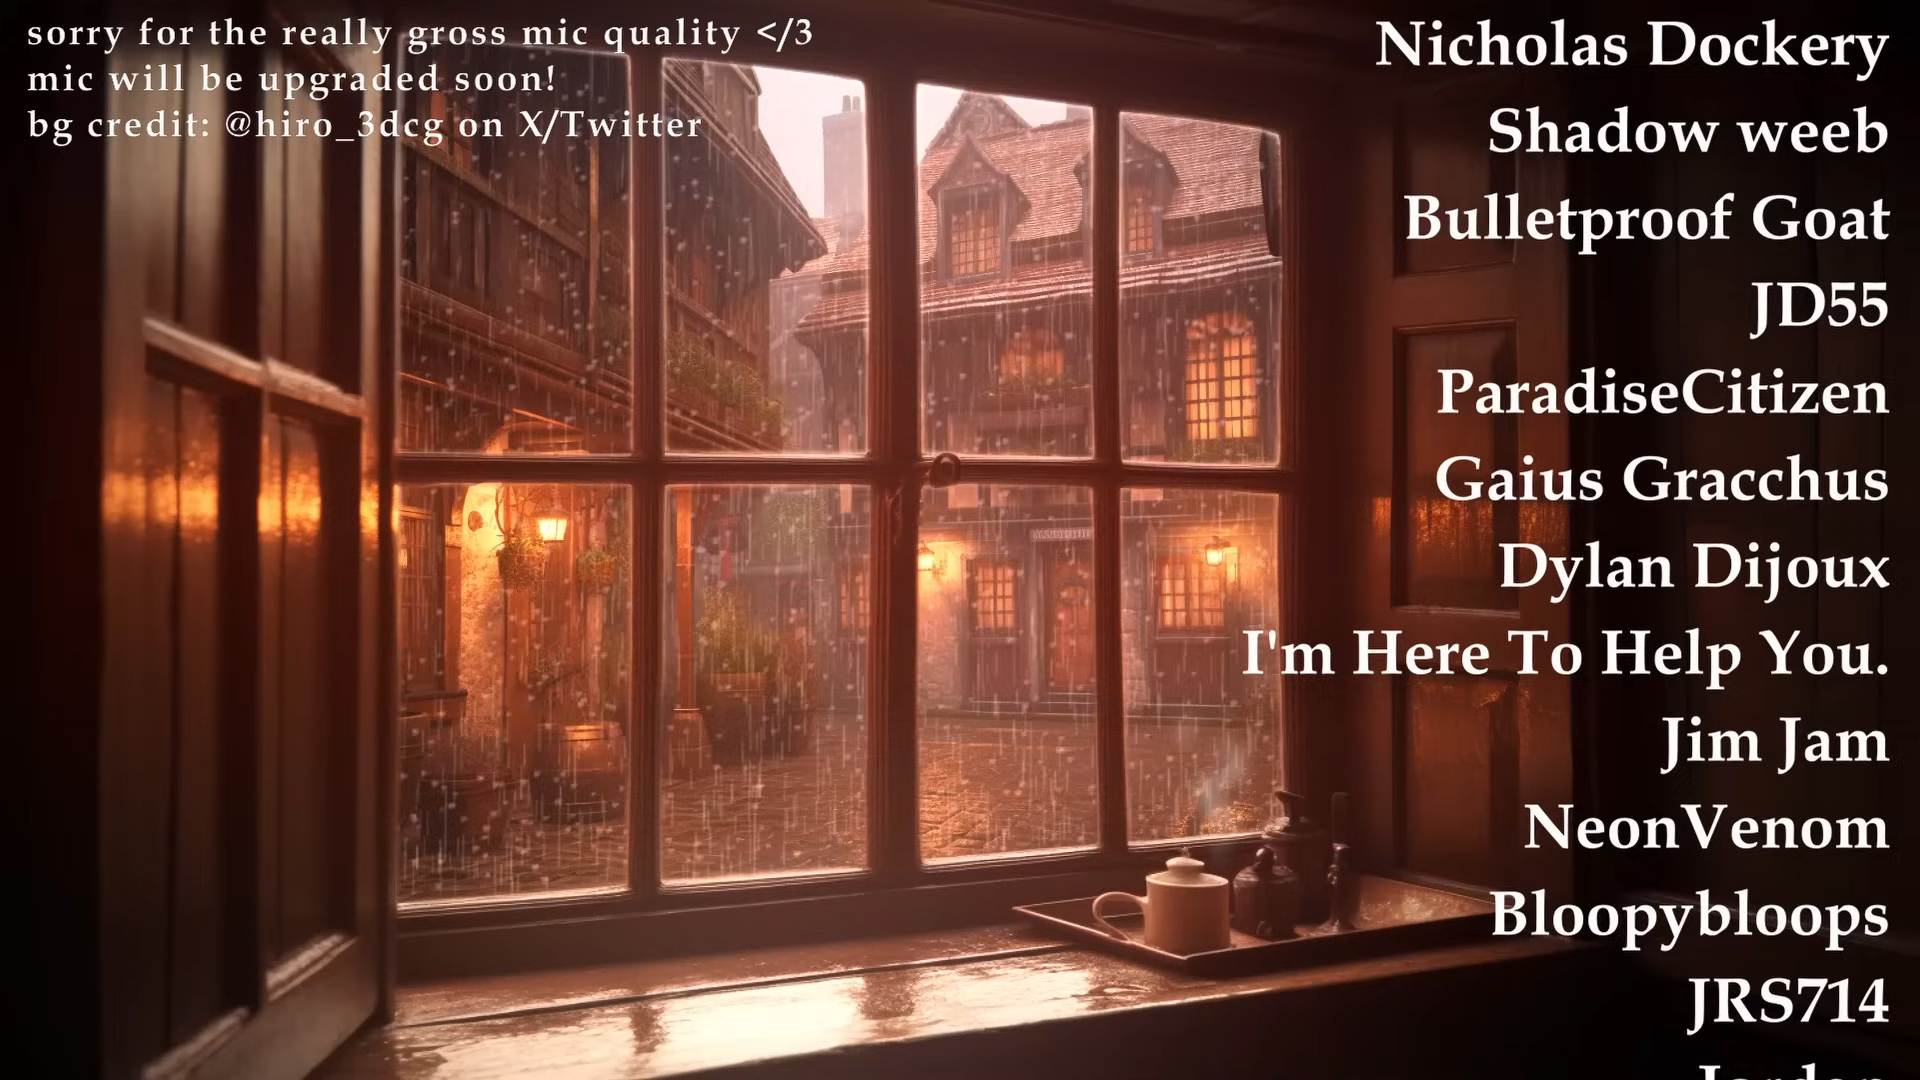 sorry for the really gross mic quality </3
mic will be upgraded soon!
bg credit: @hiro_3dcg on X/Twitter
Nicholas Dockery
Shadow weeb
Bulletproof Goat
JD55
ParadiseCitizen
Gaius Gracchus
Dylan Dijoux
I'm Here To Help You.
Jim Jam
NeonVenom
Bloopybloops
JRS714